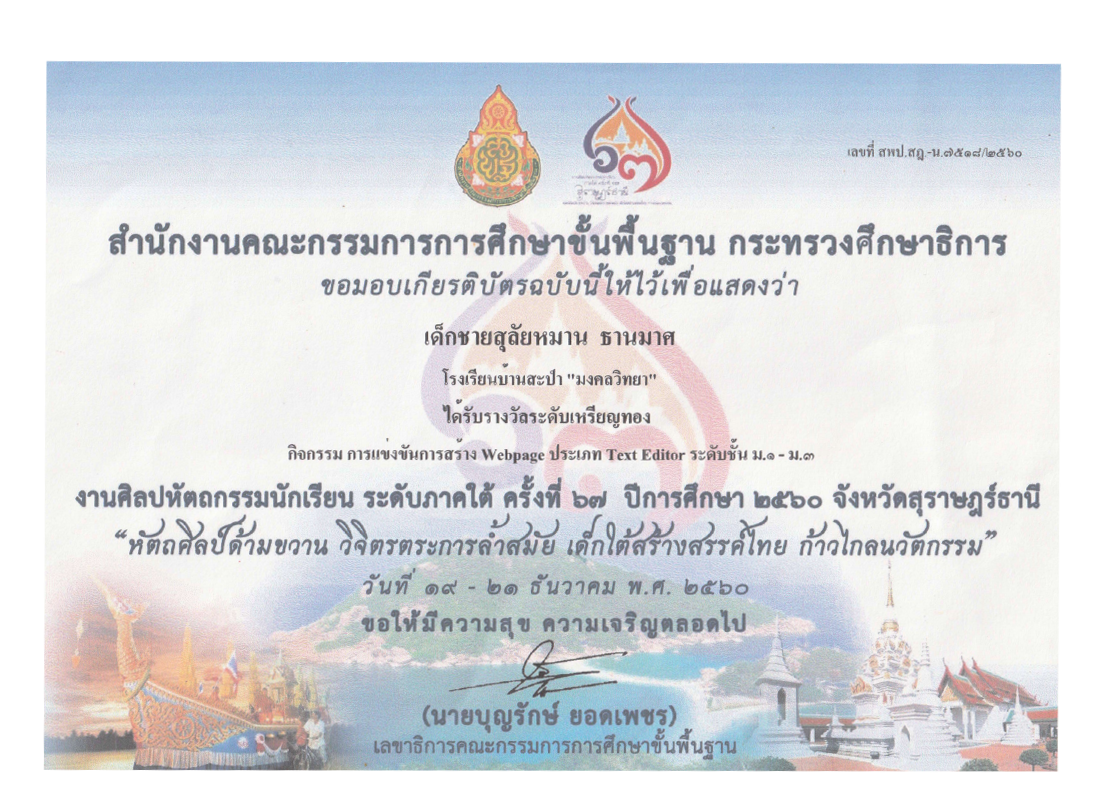 ๖๗
สุราษฎร์ธานี
เลขที่ สพป.สฎ.-น.๗๕๑๘/๒๕๖๐
สำนักงานคณะกรรมการการศึกษาขั้นพื้นฐาน กระทรวงศึกษาธิการ
ขอมอบเกียรติบัตรฉบับนี้ให้ไว้เพื่อแสดงว่า
เด็กชายสุลัยหมาน ธานมาศ
โรงเรียนบ้านสะปำ "มงคลวิทยา"
ได้รับรางวัลระดับเหรียญทอง
กิจกรรม การแข่งขันการสร้าง Webpage ประเภท Text Editor ระดับชั้น ม.๑ - ม.๓
งานศิลปหัตถกรรมนักเรียน ระดับภาคใต้ ครั้งที่ ๖๗ ปีการศึกษา ๒๕๖๐ จังหวัดสุราษฎร์ธานี
“หัตถศิลป์ด้ามขวาน วิจิตรตระการล้ำสมัย เด็กใต้สร้างสรรค์ไทย ก้าวไกลนวัตกรรม”
วันที่ ๑๙ - ๒๑ ธันวาคม พ.ศ. ๒๕๖๐
ขอให้มีความสุข ความเจริญตลอดไป
(นายบุญรักษ์ ยอดเพชร)
เลขาธิการคณะกรรมการการศึกษาขั้นพื้นฐาน